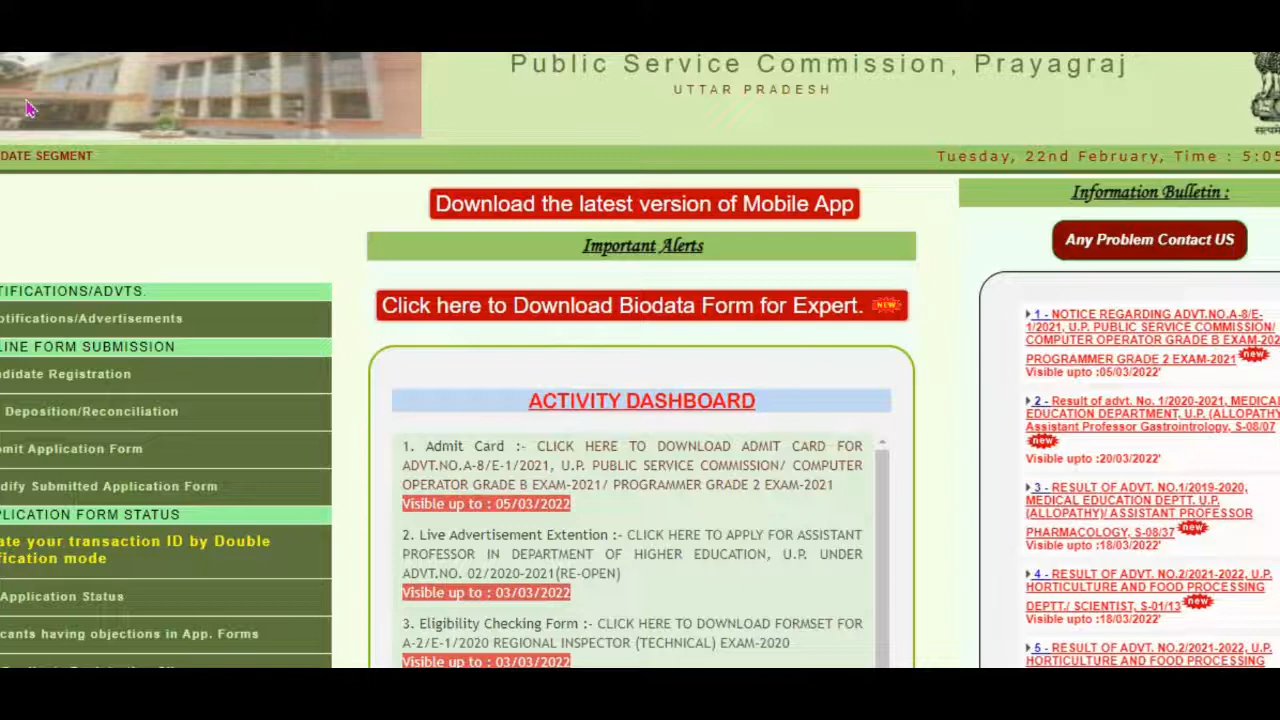 Public Service Commission, Prayagraj
UTTAR PRADESH
DATE SEGMENT
Tuesday, 22nd February, Time : 5:05
Download the latest version of Mobile App
Important Alerts
Click here to Download Biodata Form for Expert. NEW
TIFICATIONS/ADVTS.
otifications/Advertisements
LINE FORM SUBMISSION
ndidate Registration
Deposition/Reconciliation
mit Application Form
dify Submitted Application Form
PLICATION FORM STATUS
ate your transaction ID by Double
fication mode
Application Status
cants having objections in App. Forms
ACTIVITY DASHBOARD
1. Admit Card :- CLICK HERE TO DOWNLOAD ADMIT CARD FOR
ADVT.NO.A-8/E-1/2021, U.P. PUBLIC SERVICE COMMISSION/ COMPUTER
OPERATOR GRADE B EXAM-2021/ PROGRAMMER GRADE 2 EXAM-2021
Visible up to : 05/03/2022
2. Live Advertisement Extention :- CLICK HERE TO APPLY FOR ASSISTANT
PROFESSOR IN DEPARTMENT OF HIGHER EDUCATION, U.P. UNDER
ADVT.NO. 02/2020-2021(RE-OPEN)
Visible up to : 03/03/2022
3. Eligibility Checking Form :- CLICK HERE TO DOWNLOAD FORMSET FOR
A-2/E-1/2020 REGIONAL INSPECTOR (TECHNICAL) EXAM-2020
Visible up to : 03/03/2022
Information Bulletin :
Any Problem Contact US
1 - NOTICE REGARDING ADVT.NO.A-8/E-
1/2021, U.P. PUBLIC SERVICE COMMISSION/
COMPUTER OPERATOR GRADE B EXAM-202
PROGRAMMER GRADE 2 EXAM-2021 new
Visible upto :05/03/2022'
2 - Result of advt. No. 1/2020-2021, MEDICAL
EDUCATION DEPARTMENT, U.P. (ALLOPATHY
Assistant Professor Gastrointrology, S-08/07
new
Visible upto :20/03/2022'
3 - RESULT OF ADVT. NO.1/2019-2020,
MEDICAL EDUCATION DEPTT. U.P.
(ALLOPATHY)/ ASSISTANT PROFESSOR
PHARMACOLOGY, S-08/37 new
Visible upto :18/03/2022'
4 - RESULT OF ADVT. NO.2/2021-2022, U.P.
HORTICULTURE AND FOOD PROCESSING
DEPTT./ SCIENTIST, S-01/13 new
Visible upto :18/03/2022'
5 - RESULT OF ADVT. NO.2/2021-2022, U.P.
HORTICULTURE AND FOOD PROCESSING